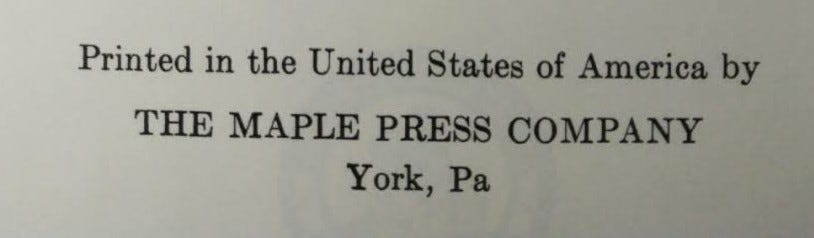 Printed in the United States of America by
THE MAPLE PRESS COMPANY
York, Pa